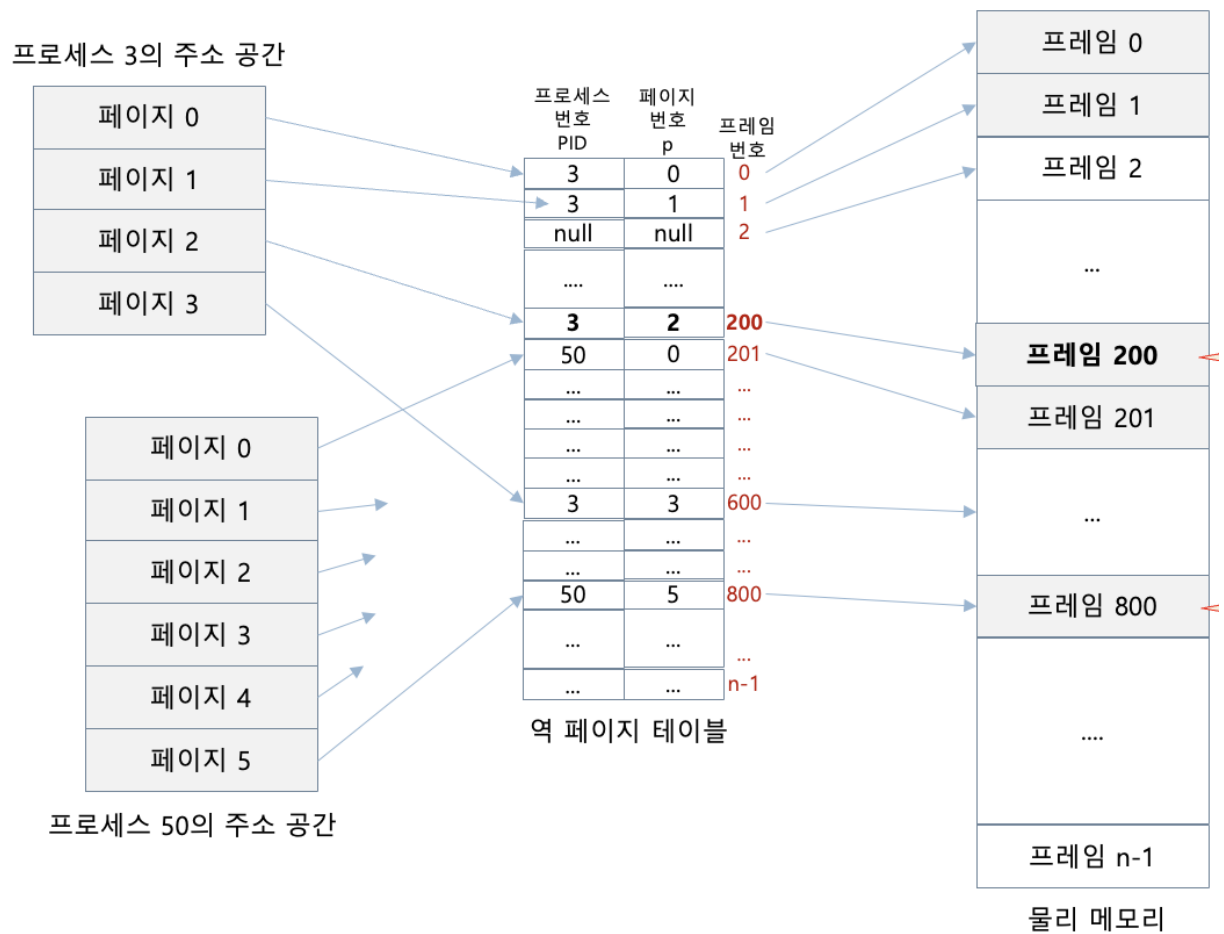 프로세스 3의 주소 공간
페이지 0
페이지 1
페이지 2
페이지 3
페이지 0
페이지 1
페이지 2
페이지 3
페이지 4
페이지 5
프로세스 50의 주소 공간
프로세스
번호
PID
페이지
번호
p
프레임
번호
3 0 0
3 1 1
null null 2
.... ....
3 2 200
50 0 201
... ... ...
... ... ...
... ... ...
... ... ...
3 3 600
... ... ...
... ... ...
50 5 800
... ... ...
... ... n-1
역 페이지 테이블
프레임 0
프레임 1
프레임 2
...
프레임 200
프레임 201
...
프레임 800
....
프레임 n-1
물리 메모리